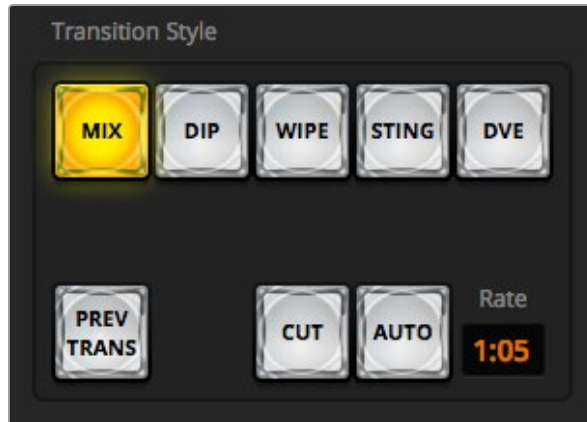 Transition Style
MIX
DIP
WIPE
STING
DVE
PREV
TRANS
CUT
AUTO
Rate
1:05